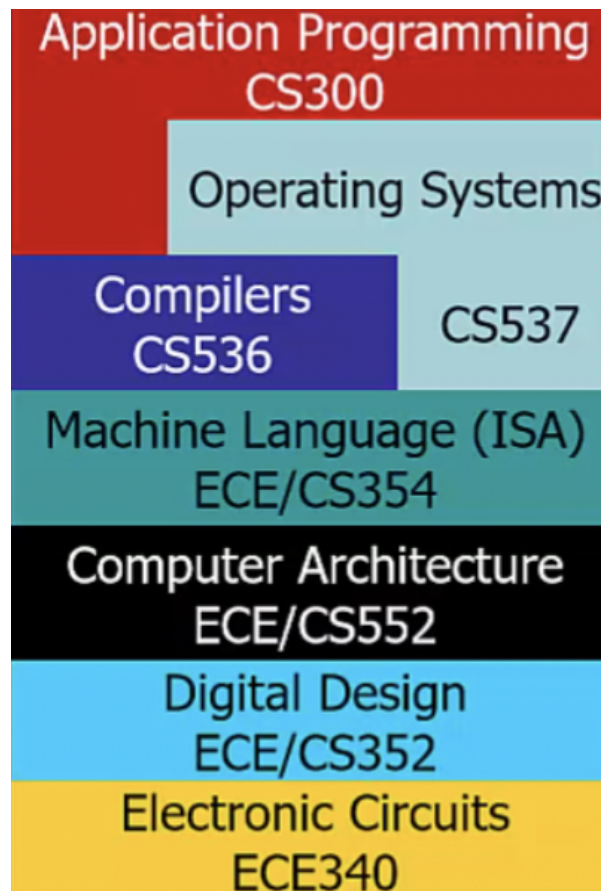 Application Programming
CS300
Operating Systems
Compilers
CS536
CS537
Machine Language (ISA)
ECE/CS354
Computer Architecture
ECE/CS552
Digital Design
ECE/CS352
Electronic Circuits
ECE340